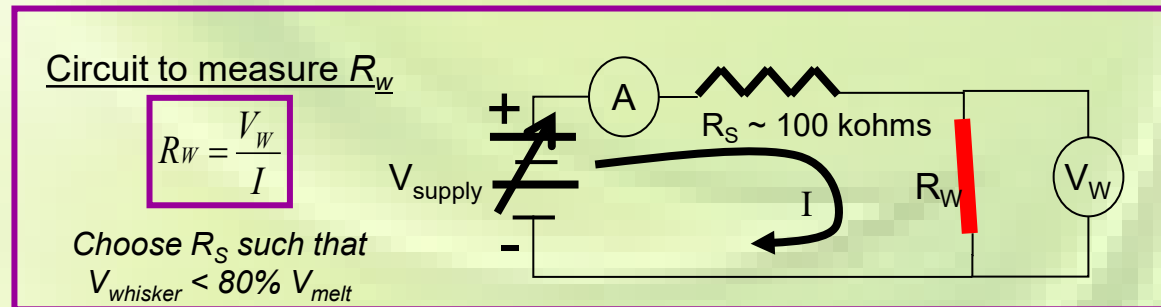 Circuit to measure Rw
RW = VW / I
Choose RS such that
Vwhisker < 80% Vmelt
+
A
RS ~ 100 kohms
Vsupply
I
RW
VW
-